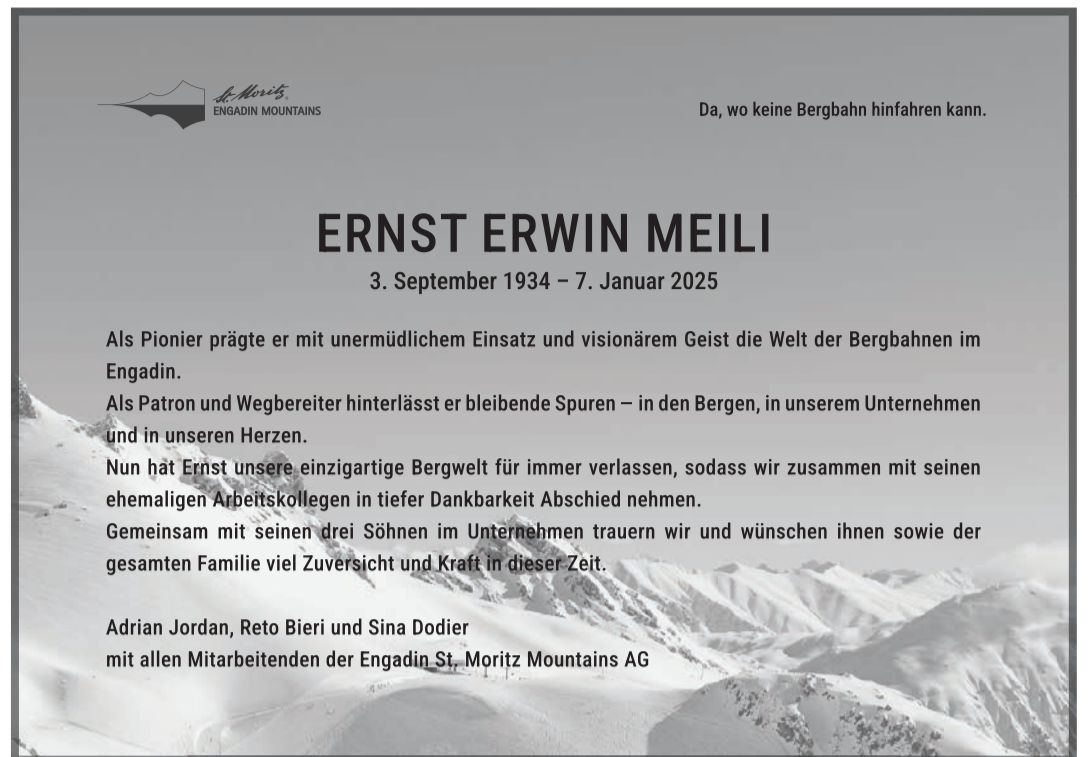 St. Moritz
ENGADIN MOUNTAINS
Da, wo keine Bergbahn hinfahren kann.
ERNST ERWIN MEILI
3. September 1934 – 7. Januar 2025
Als Pionier prägte er mit unermüdlichem Einsatz und visionärem Geist die Welt der Bergbahnen im
Engadin.
Als Patron und Wegbereiter hinterlässt er bleibende Spuren – in den Bergen, in unserem Unternehmen
und in unseren Herzen.
Nun hat Ernst unsere einzigartige Bergwelt für immer verlassen, sodass wir zusammen mit seinen
ehemaligen Arbeitskollegen in tiefer Dankbarkeit Abschied nehmen.
Gemeinsam mit seinen drei Söhnen im Unternehmen trauern wir und wünschen ihnen sowie der
gesamten Familie viel Zuversicht und Kraft in dieser Zeit.
Adrian Jordan, Reto Bieri und Sina Dodier
mit allen Mitarbeitenden der Engadin St. Moritz Mountains AG